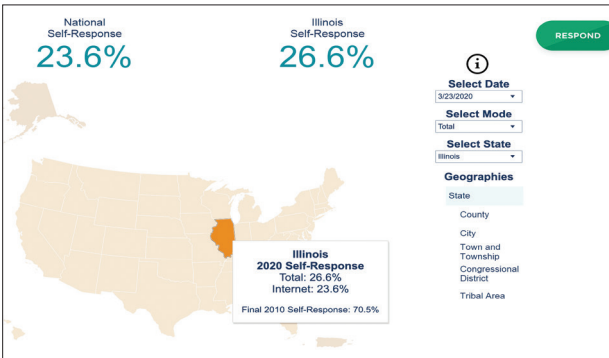 National
Self-Response
23.6%
Illinois
Self-Response
26.6%
RESPOND
i
Select Date
3/23/2020
Select Mode
Total
Select State
Illinois
Geographies
State
County
City
Town and
Township
Congressional
District
Tribal Area
Illinois
2020 Self-Response
Total: 26.6%
Internet: 23.6%
Final 2010 Self-Response: 70.5%